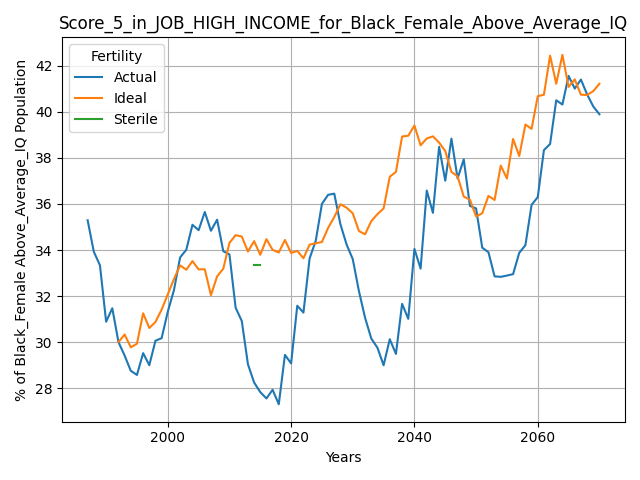 Score_5_in_JOB_HIGH_INCOME_for_Black_Female_Above_Average_IQ
% of Black_Female Above_Average_IQ Population
Fertility
Actual
Ideal
Sterile
42
40
38
36
34
32
30
28
2000
2020
2040
2060
Years